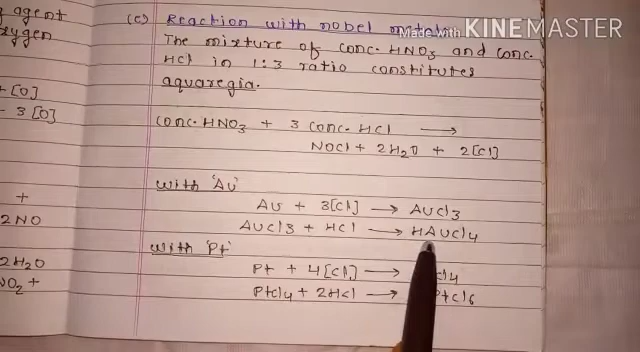 g agent
xygen
+ [O]
- 3 [O]
+
2NO
2H2O
NO2 +
(c) Reaction with nobel
Made with KINEMASTER
The mixture of conc. HNO3 and conc.
HCl in 1:3 ratio constitutes
aquaregia.
conc. HNO3 + 3 conc. HCl →
NOCl + 2H2O + 2[Cl]
with 'Au'
Au + 3[Cl] → AuCl3
AuCl3 + HCl → HAuCl4
with 'Pt'
Pt + 4[Cl] → Cl4
PtCl4 + 2HCl → PtCl6